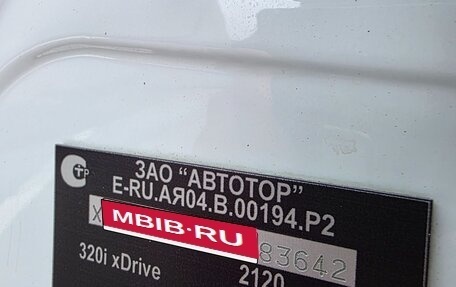 ЗАО "АВТОТОР"
E-RU.АЯ04.В.00194.Р2
X MBIB.RU 83642
320i xDrive 2120